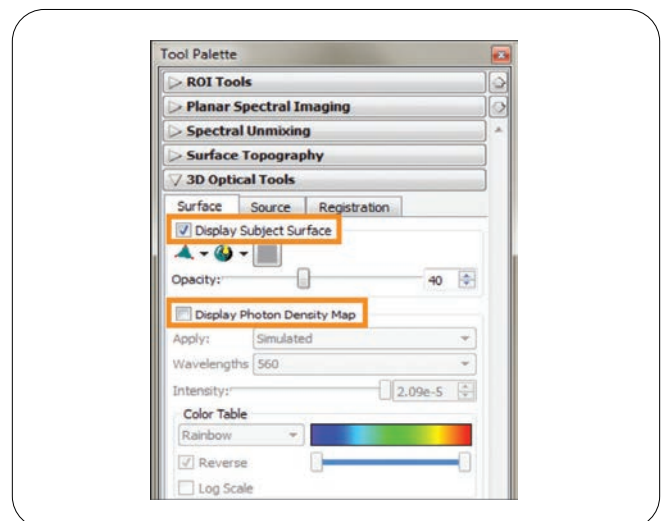 Tool Palette
ROI Tools
Planar Spectral Imaging
Spectral Unmixing
Surface Topography
3D Optical Tools
Surface Source Registration
Display Subject Surface
Opacity: 40
Display Photon Density Map
Apply: Simulated
Wavelengths 560
Intensity: 2.09e-5
Color Table
Rainbow
Reverse
Log Scale